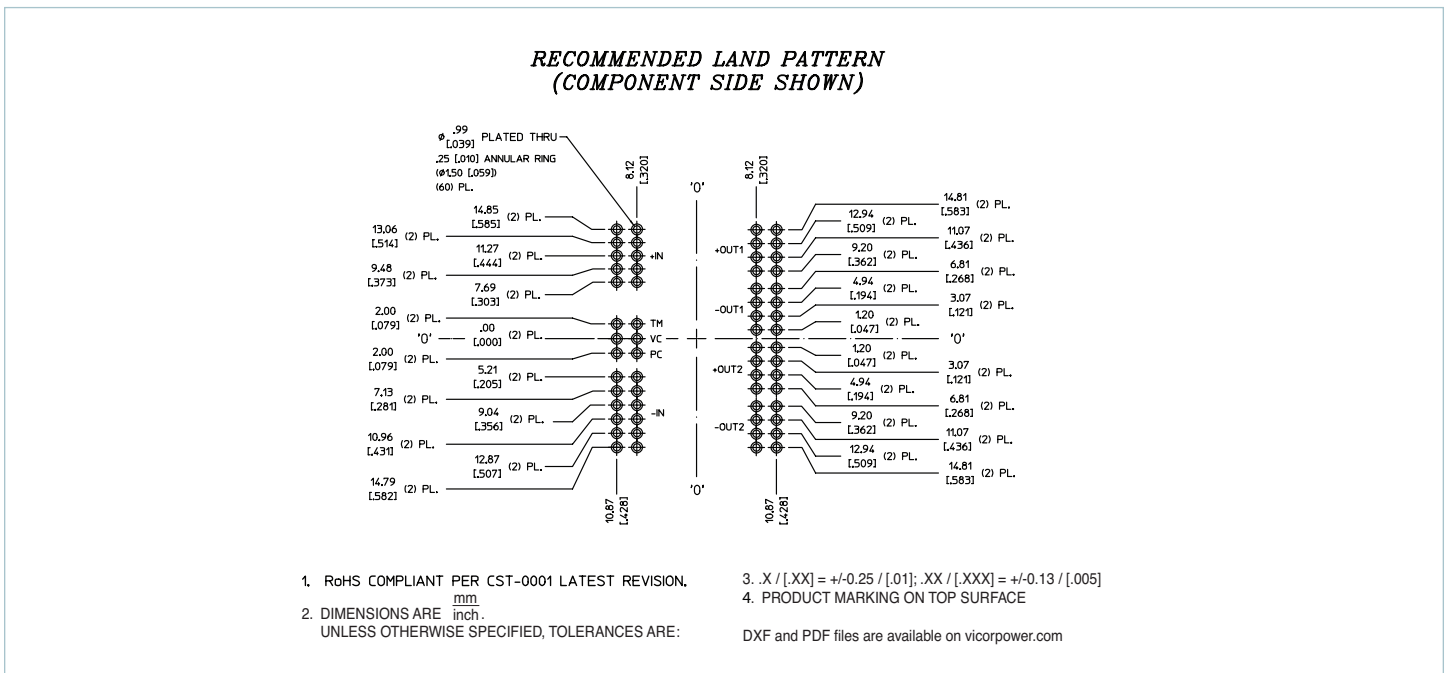 RECOMMENDED LAND PATTERN
(COMPONENT SIDE SHOWN)
ø .99 [.039] PLATED THRU
.25 [.010] ANNULAR RING
(ø1.50 [.059])
(60) PL.
8.12 [.320]
8.12 [.320]
'0'
14.85 [.585] (2) PL.
13.06 [.514] (2) PL.
11.27 [.444] (2) PL.
9.48 [.373] (2) PL.
7.69 [.303] (2) PL.
2.00 [.079] (2) PL.
'0'
.00 [.000] (2) PL.
2.00 [.079] (2) PL.
5.21 [.205] (2) PL.
7.13 [.281] (2) PL.
9.04 [.356] (2) PL.
10.96 [.431] (2) PL.
12.87 [.507] (2) PL.
14.79 [.582] (2) PL.
+IN
TM
VC
PC
-IN
+OUT1
-OUT1
+OUT2
-OUT2
14.81 [.583] (2) PL.
12.94 [.509] (2) PL.
11.07 [.436] (2) PL.
9.20 [.362] (2) PL.
6.81 [.268] (2) PL.
4.94 [.194] (2) PL.
3.07 [.121] (2) PL.
1.20 [.047] (2) PL.
'0'
1.20 [.047] (2) PL.
3.07 [.121] (2) PL.
4.94 [.194] (2) PL.
6.81 [.268] (2) PL.
9.20 [.362] (2) PL.
11.07 [.436] (2) PL.
12.94 [.509] (2) PL.
14.81 [.583] (2) PL.
'0'
10.87 [.428]
10.87 [.428]
1. RoHS COMPLIANT PER CST-0001 LATEST REVISION.
2. DIMENSIONS ARE mm / inch.
UNLESS OTHERWISE SPECIFIED, TOLERANCES ARE:
3. .X / [.XX] = +/-0.25 / [.01]; .XX / [.XXX] = +/-0.13 / [.005]
4. PRODUCT MARKING ON TOP SURFACE
DXF and PDF files are available on vicorpower.com